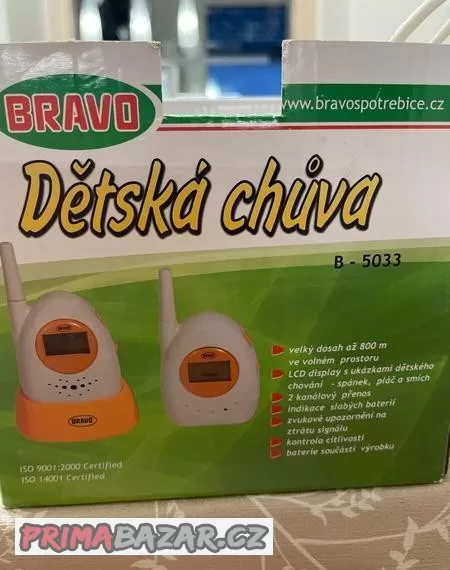 BRAVO
www.bravospotrebice.cz
Dětská chůva
B - 5033
velký dosah až 800 m
ve volném prostoru
LCD display s ukázkami dětského
chování - spánek, pláč a smích
2 kanálový přenos
indikace slabých baterií
zvukové upozornění na
ztrátu signálu
kontrola citlivosti
baterie součástí výrobku
BRAVO
BRAVO
BRAVO
ISO 9001:2000 Certified
ISO 14001 Certified
PRIMABAZAR.CZ